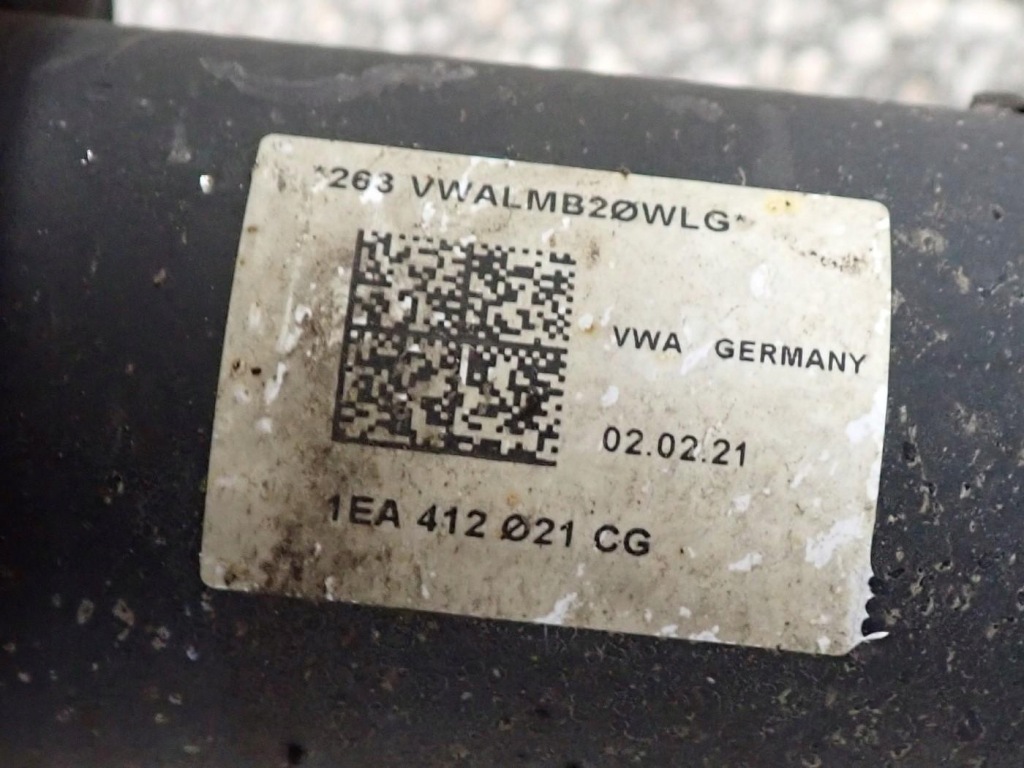 *263 VWALMB2ØWLG*
VWA GERMANY
02.02.21
1EA 412 Ø21 CG